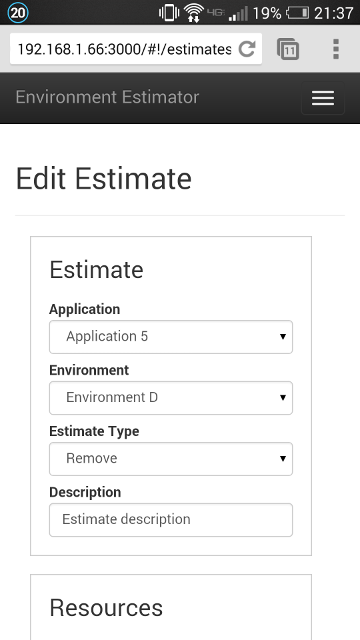 20 4G 19% 21:37
192.168.1.66:3000/#!/estimates 11
Environment Estimator
Edit Estimate
Estimate
Application
Application 5
Environment
Environment D
Estimate Type
Remove
Description
Estimate description
Resources